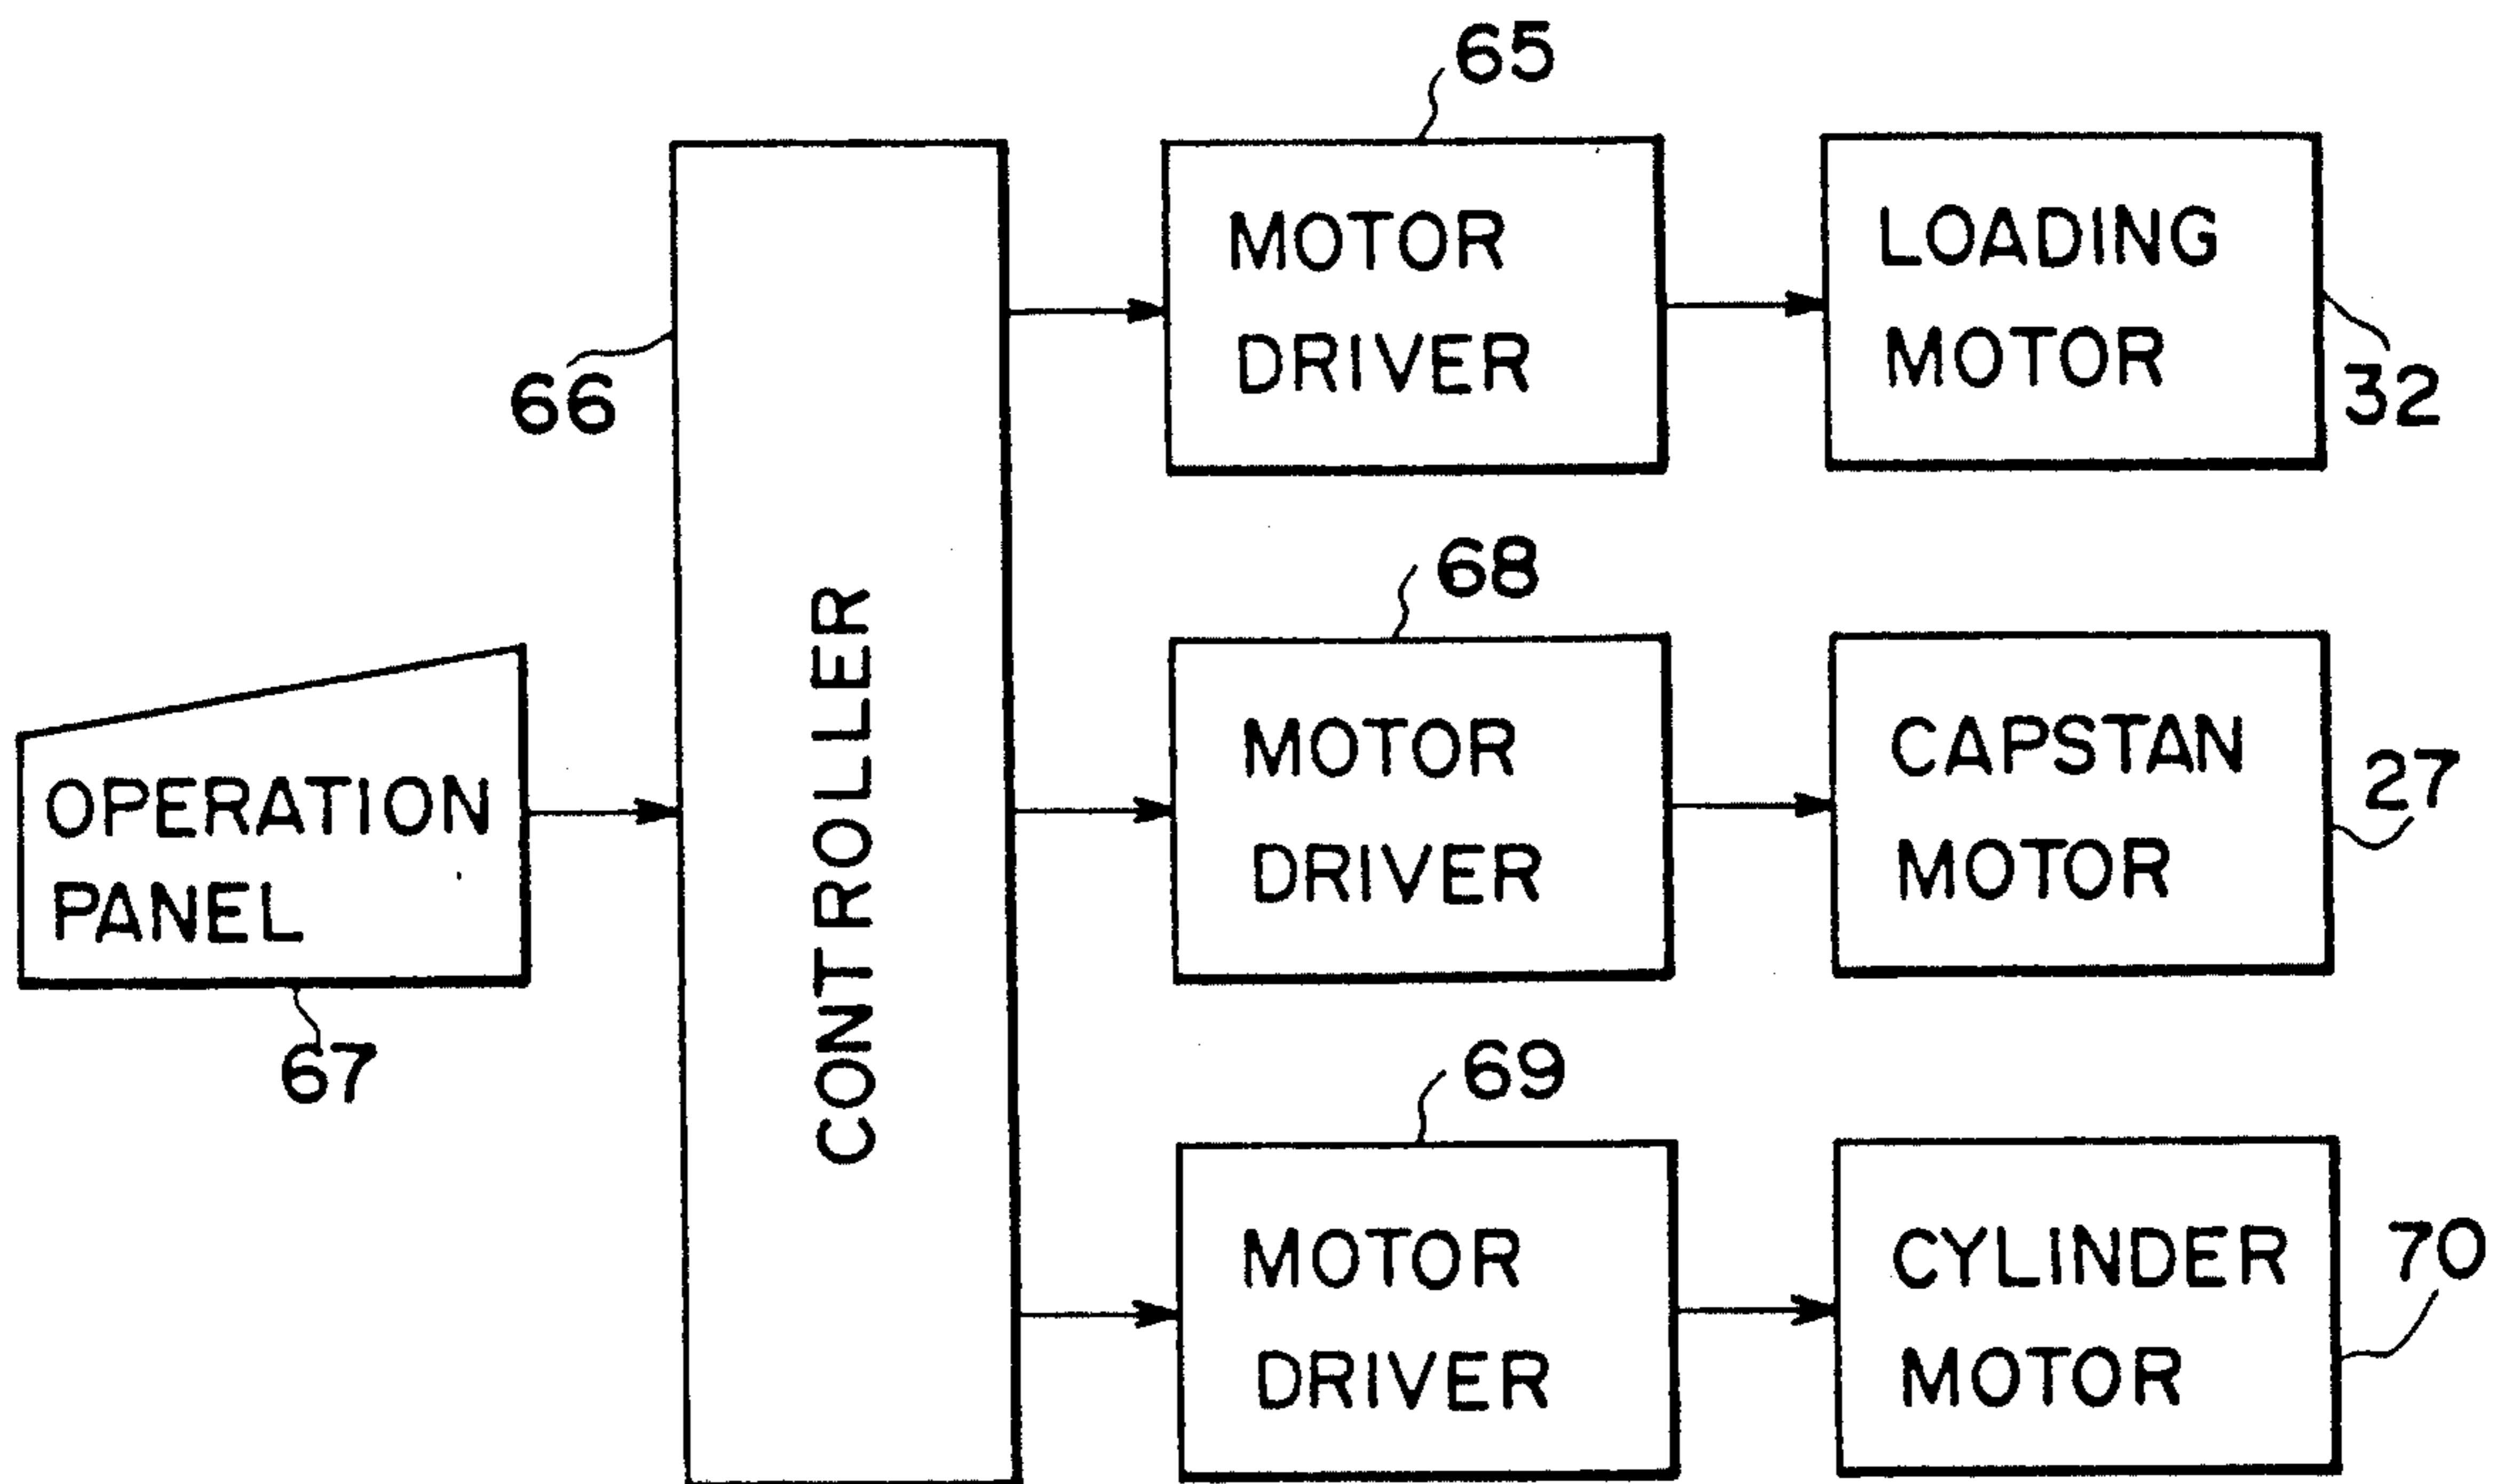 65
MOTOR
DRIVER
LOADING
MOTOR
32
66
CONTROLLER
68
MOTOR
DRIVER
CAPSTAN
MOTOR
27
OPERATION
PANEL
67
69
MOTOR
DRIVER
CYLINDER
MOTOR
70